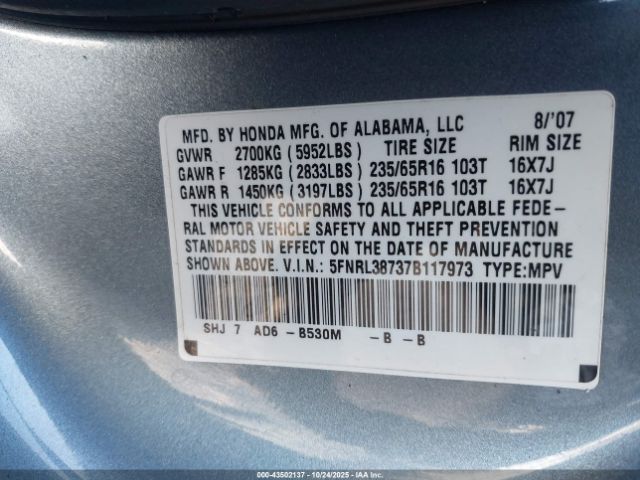 MFD. BY HONDA MFG. OF ALABAMA, LLC 8/'07
GVWR 2700KG (5952LBS) TIRE SIZE RIM SIZE
GAWR F 1285KG (2833LBS) 235/65R16 103T 16X7J
GAWR R 1450KG (3197LBS) 235/65R16 103T 16X7J
THIS VEHICLE CONFORMS TO ALL APPLICABLE FEDE-
RAL MOTOR VEHICLE SAFETY AND THEFT PREVENTION
STANDARDS IN EFFECT ON THE DATE OF MANUFACTURE
SHOWN ABOVE. V.I.N.: 5FNRL38737B117973 TYPE:MPV
SHJ 7 AD6 -B530M -B -B
000-43502137 - 10/24/2025 - www.iaai.com